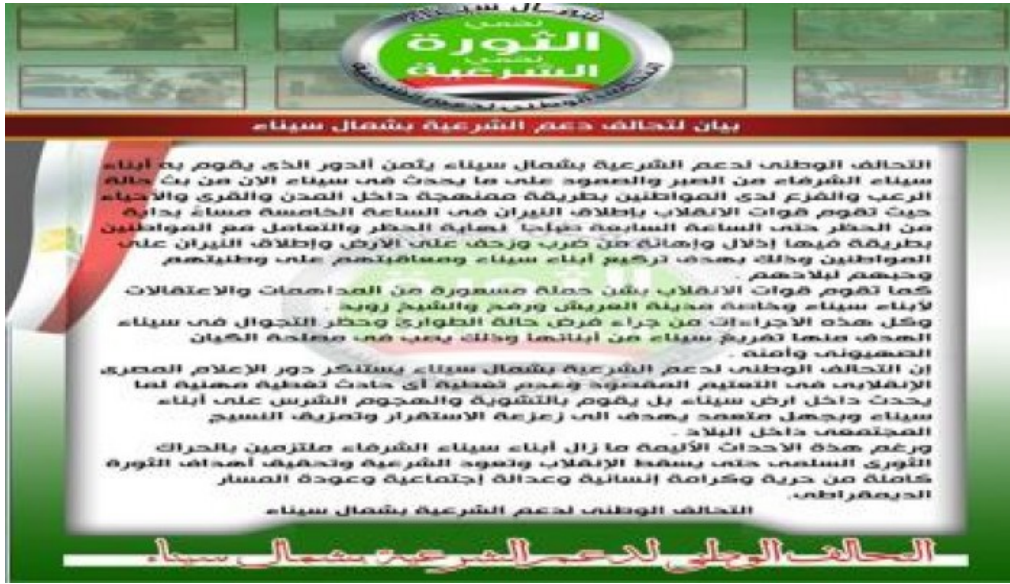 شمال سيناء
نحمى
الثورة
نحمى
الشرعية
التحالف الوطنى لدعم الشرعية
بيان لتحالف دعم الشرعية بشمال سيناء
التحالف الوطنى لدعم الشرعية بشمال سيناء يثمن ألدور الذى يقوم به أبناء
سيناء الشرفاء من الصبر والصمود على ما يحدث فى سيناء الان من بث حالة
الرعب والفزع لدى المواطنين بطريقة ممنهجة داخل المدن والقرى والأحياء
حيث تقوم قوات الانقلاب بإطلاق النيران فى الساعة الخامسة مساءً بداية
من الحظر حتى الساعة السابعة صباحا نهاية الحظر والتعامل مع المواطنين
بطريقة فيها إذلال وإهانة من ضرب وزحف على الأرض وإطلاق النيران على
المواطنين وذلك بهدف تركيع أبناء سيناء ومعاقبتهم على وطنيتهم
وحبهم لبلادهم .
كما تقوم قوات الانقلاب بشن حملة مسعورة من المداهمات والاعتقالات
لأبناء سيناء وخاصة مدينة العريش ورفح والشيخ زويد .
وكل هذه الاجراءات من جراء فرض حالة الطوارئ وحظر التجوال فى سيناء
الهدف منها تفريغ سيناء من أبنائها وذلك يصب فى مصلحة الكيان
الصهيونى وأمنه .
إن التحالف الوطنى لدعم الشرعية بشمال سيناء يستنكر دور الإعلام المصرى
الإنقلابى فى التعتيم المقصود وعدم تغطية أى حادث تغطية مهنية لما
يحدث داخل ارض سيناء بل يقوم بالتشوية والهجوم الشرس على أبناء
سيناء وبجهل متعمد يهدف الى زعزعة الاستقرار وتمزيق النسيج
المجتمعى داخل البلاد .
ورغم هذة الاحداث الأليمة ما زال أبناء سيناء الشرفاء ملتزمين بالحراك
الثورى السلمى حتى يسقط الإنقلاب وتعود الشرعية وتحقيق أهداف الثورة
كاملة من حرية وكرامة إنسانية وعدالة إجتماعية وعودة المسار
الديمقراطى.
التحالف الوطنى لدعم الشرعية بشمال سيناء
التحالف الوطنى لدعم الشرعية بشمال سيناء